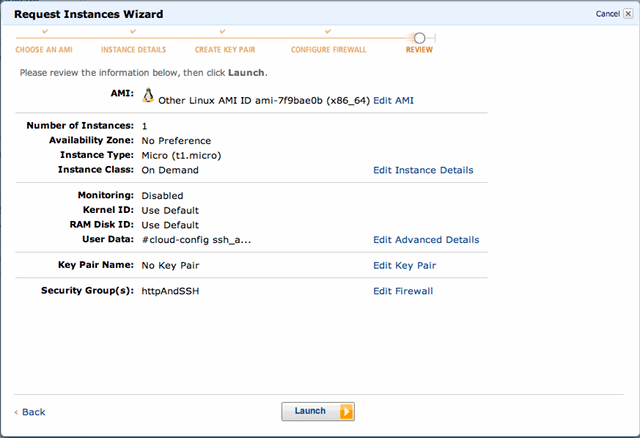 Request Instances Wizard
Cancel
CHOOSE AN AMI INSTANCE DETAILS CREATE KEY PAIR CONFIGURE FIREWALL REVIEW
Please review the information below, then click Launch.
AMI: Other Linux AMI ID ami-7f9bae0b (x86_64) Edit AMI
Number of Instances: 1
Availability Zone: No Preference
Instance Type: Micro (t1.micro)
Instance Class: On Demand Edit Instance Details
Monitoring: Disabled
Kernel ID: Use Default
RAM Disk ID: Use Default
User Data: #cloud-config ssh_a... Edit Advanced Details
Key Pair Name: No Key Pair Edit Key Pair
Security Group(s): httpAndSSH Edit Firewall
‹ Back Launch